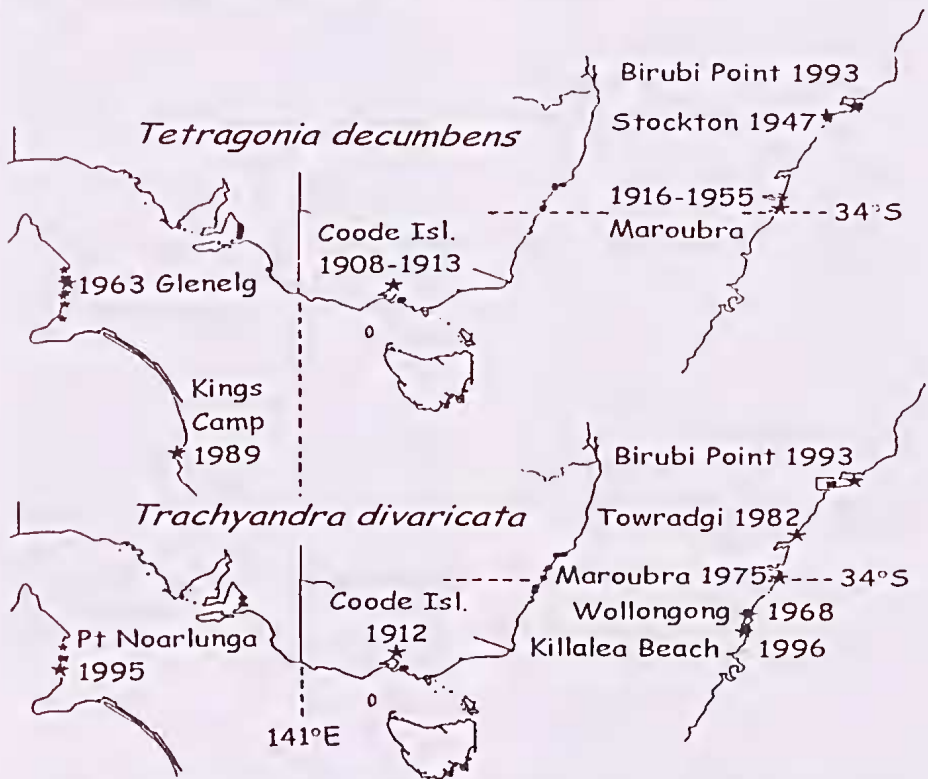 Birubi Point 1993
Stockton 1947
Tetragonia decumbens
1916-1955
Maroubra
34°S
Coode Isl.
1908-1913
1963 Glenelg
Kings
Camp
1989
Birubi Point 1993
Trachyandra divaricata
Towradgi 1982
Maroubra 1975
34°S
Coode Isl.
1912
Wollongong
1968
Killalea Beach
1996
Pt Noarlunga
1995
141°E